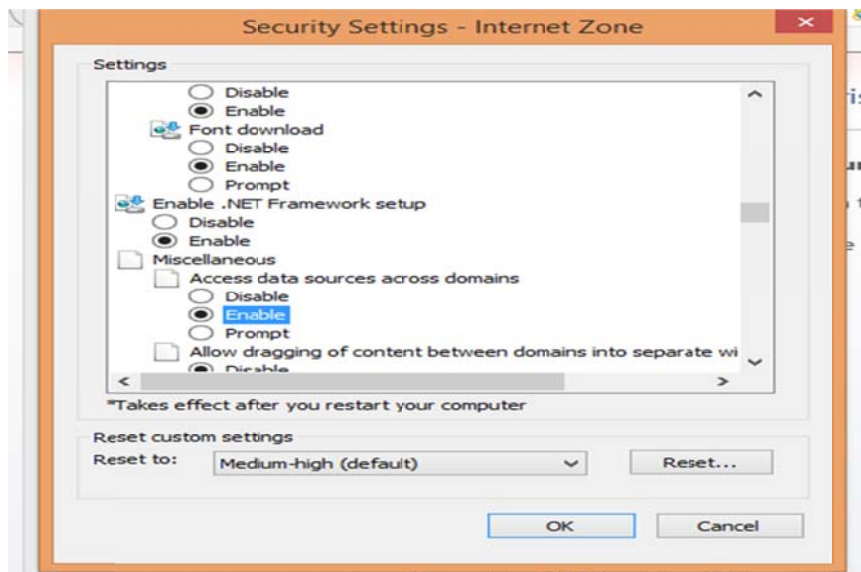 Security Settings - Internet Zone
Settings
Disable
Enable
Font download
Disable
Enable
Prompt
Enable .NET Framework setup
Disable
Enable
Miscellaneous
Access data sources across domains
Disable
Enable
Prompt
Allow dragging of content between domains into separate wi
Disable
*Takes effect after you restart your computer
Reset custom settings
Reset to:
Medium-high (default)
Reset...
OK
Cancel